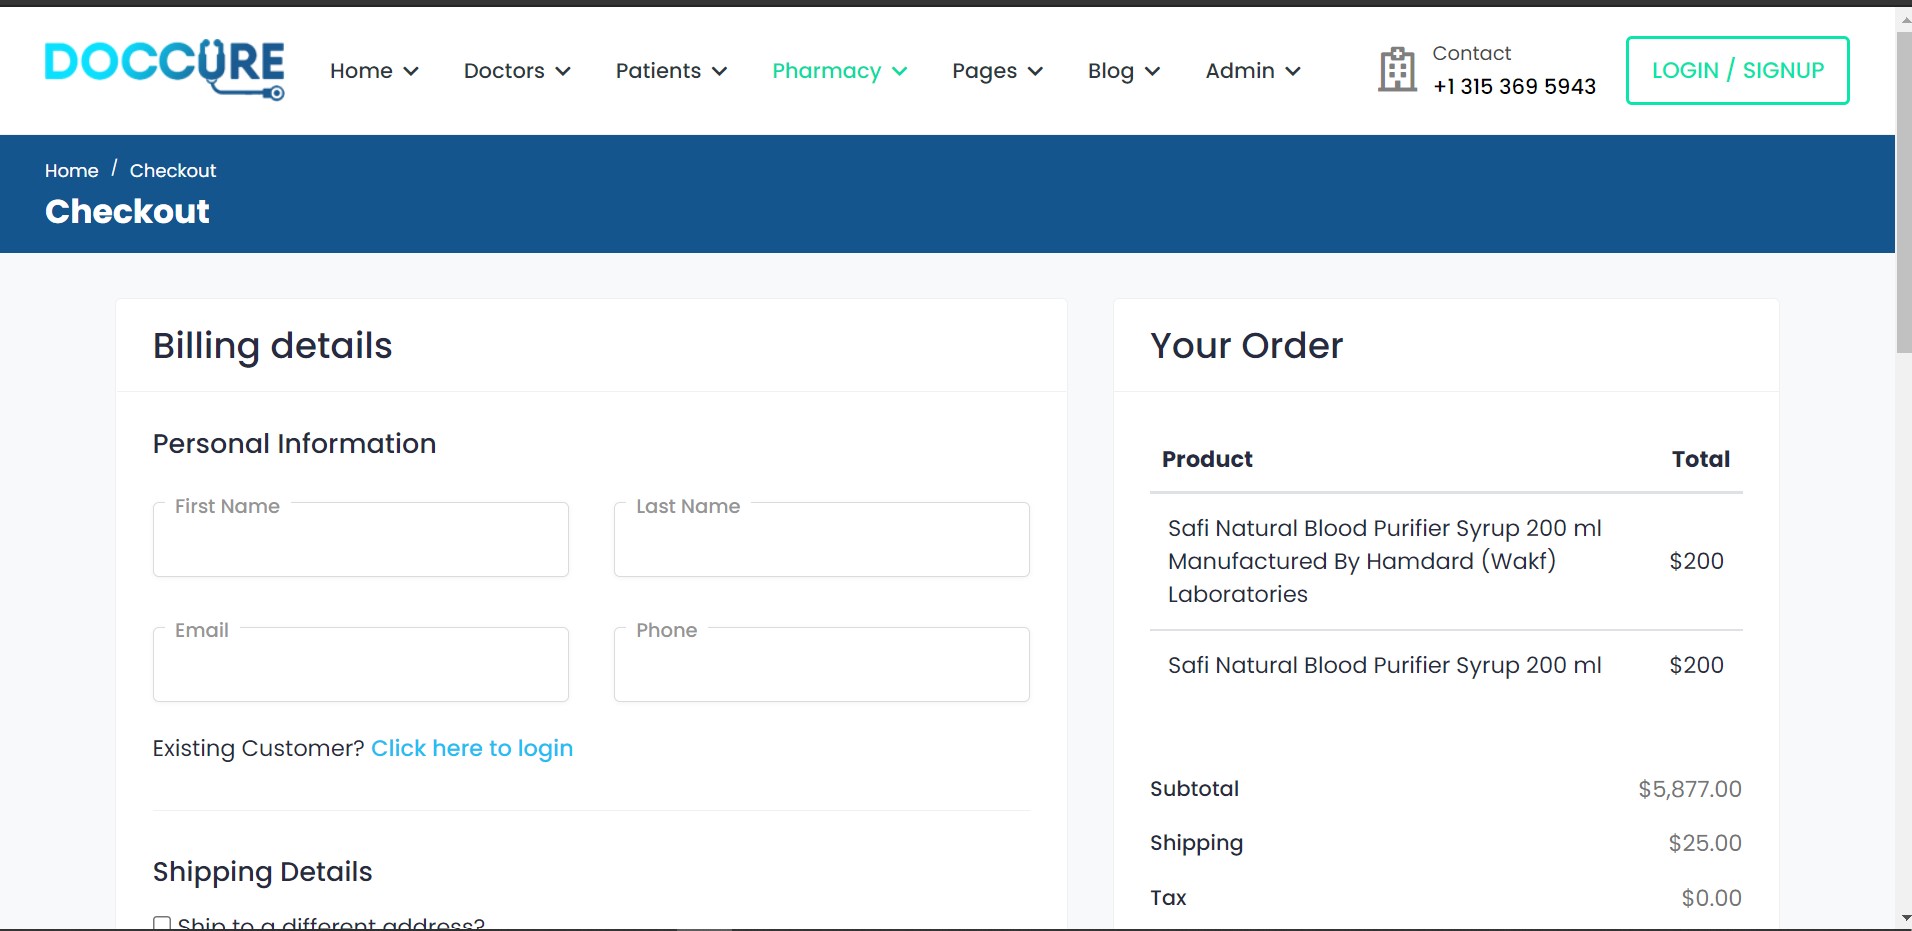 DOCCURE
Home
Doctors
Patients
Pharmacy
Pages
Blog
Admin
Contact
+1 315 369 5943
LOGIN / SIGNUP
Home / Checkout
Checkout
Billing details
Personal Information
First Name
Last Name
Email
Phone
Existing Customer? Click here to login
Shipping Details
Ship to a different address?
Your Order
Product Total
Safi Natural Blood Purifier Syrup 200 ml
Manufactured By Hamdard (Wakf) $200
Laboratories
Safi Natural Blood Purifier Syrup 200 ml $200
Subtotal $5,877.00
Shipping $25.00
Tax $0.00